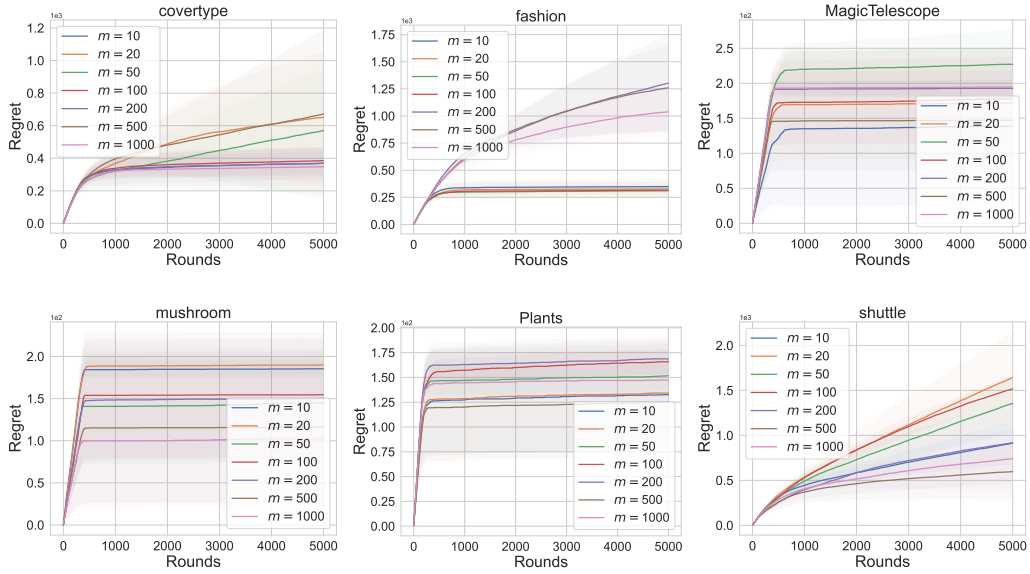 covertype
1e3
1.2
1.0
0.8
0.6
0.4
0.2
0.0
Regret
m = 10
m = 20
m = 50
m = 100
m = 200
m = 500
m = 1000
0 1000 2000 3000 4000 5000
Rounds
fashion
1e3
1.75
1.50
1.25
1.00
0.75
0.50
0.25
0.00
Regret
m = 10
m = 20
m = 50
m = 100
m = 200
m = 500
m = 1000
0 1000 2000 3000 4000 5000
Rounds
MagicTelescope
1e2
2.5
2.0
1.5
1.0
0.5
0.0
Regret
m = 10
m = 20
m = 50
m = 100
m = 200
m = 500
m = 1000
0 1000 2000 3000 4000 5000
Rounds
mushroom
1e2
2.0
1.5
1.0
0.5
0.0
Regret
m = 10
m = 20
m = 50
m = 100
m = 200
m = 500
m = 1000
0 1000 2000 3000 4000 5000
Rounds
Plants
1e2
2.00
1.75
1.50
1.25
1.00
0.75
0.50
0.25
0.00
Regret
m = 10
m = 20
m = 50
m = 100
m = 200
m = 500
m = 1000
0 1000 2000 3000 4000 5000
Rounds
shuttle
1e3
2.0
1.5
1.0
0.5
0.0
Regret
m = 10
m = 20
m = 50
m = 100
m = 200
m = 500
m = 1000
0 1000 2000 3000 4000 5000
Rounds